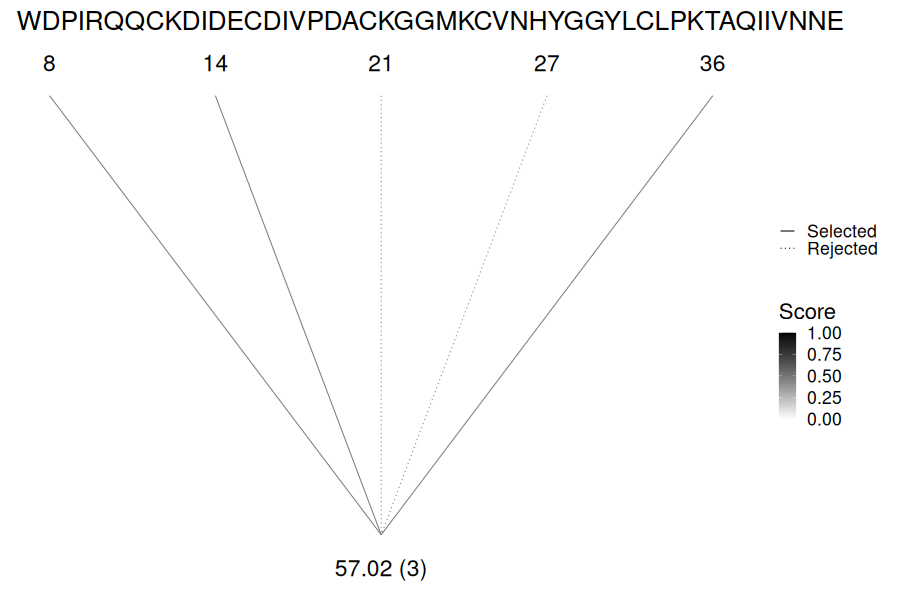 WDPIRQQCKDIDECDIVPDACKGGMKCVNHYGGYLCLPKTAQIIVNNE
8 14 21 27 36
Selected
Rejected
Score
1.00
0.75
0.50
0.25
0.00
57.02 (3)